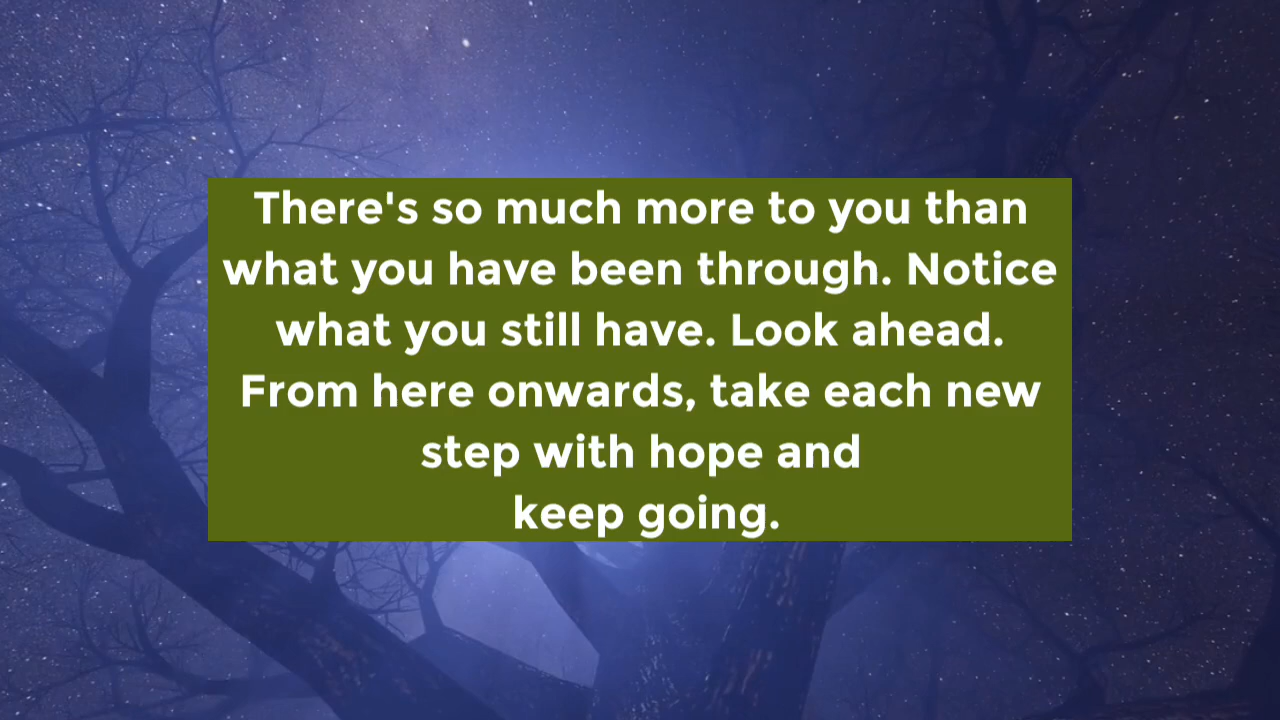 There's so much more to you than
what you have been through. Notice
what you still have. Look ahead.
From here onwards, take each new
step with hope and
keep going.